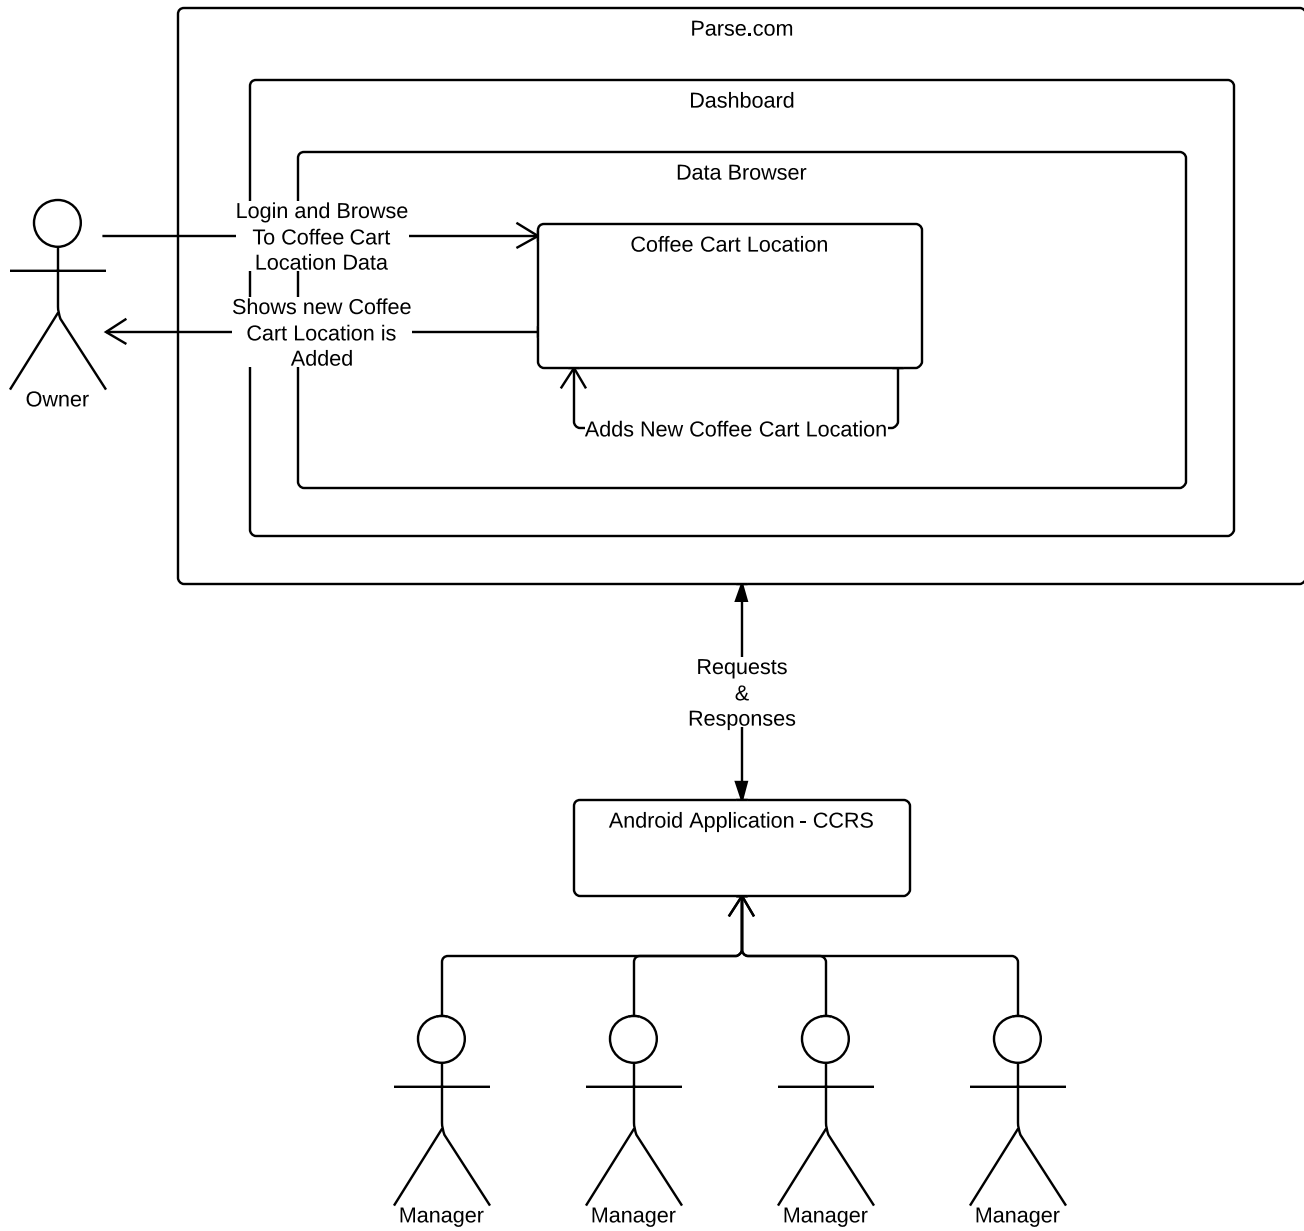 Parse.com
Dashboard
Data Browser
Login and Browse
To Coffee Cart
Location Data
Coffee Cart Location
Shows new Coffee
Cart Location is
Added
Owner
Adds New Coffee Cart Location
Requests
&
Responses
Android Application - CCRS
Manager
Manager
Manager
Manager